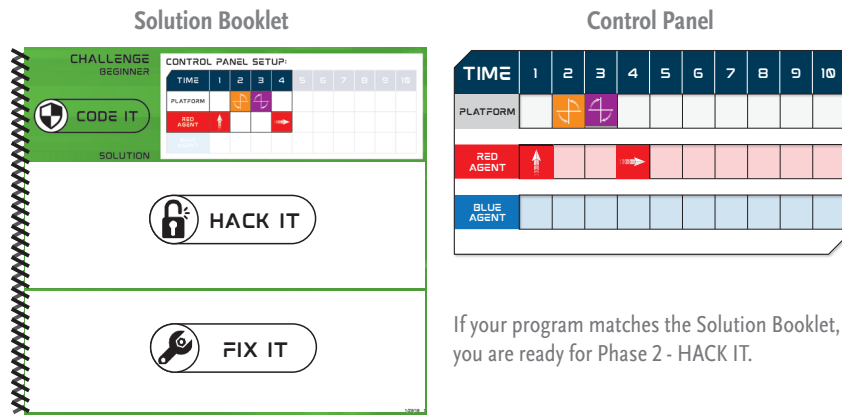 Solution Booklet
CHALLENGE
BEGINNER
CODE IT
SOLUTION
CONTROL PANEL SETUP:
TIME 1 2 3 4 5 6 7 8 9 10
PLATFORM
RED
AGENT
BLUE
AGENT
HACK IT
FIX IT
Control Panel
TIME 1 2 3 4 5 6 7 8 9 10
PLATFORM
RED
AGENT
BLUE
AGENT
If your program matches the Solution Booklet,
you are ready for Phase 2 - HACK IT.